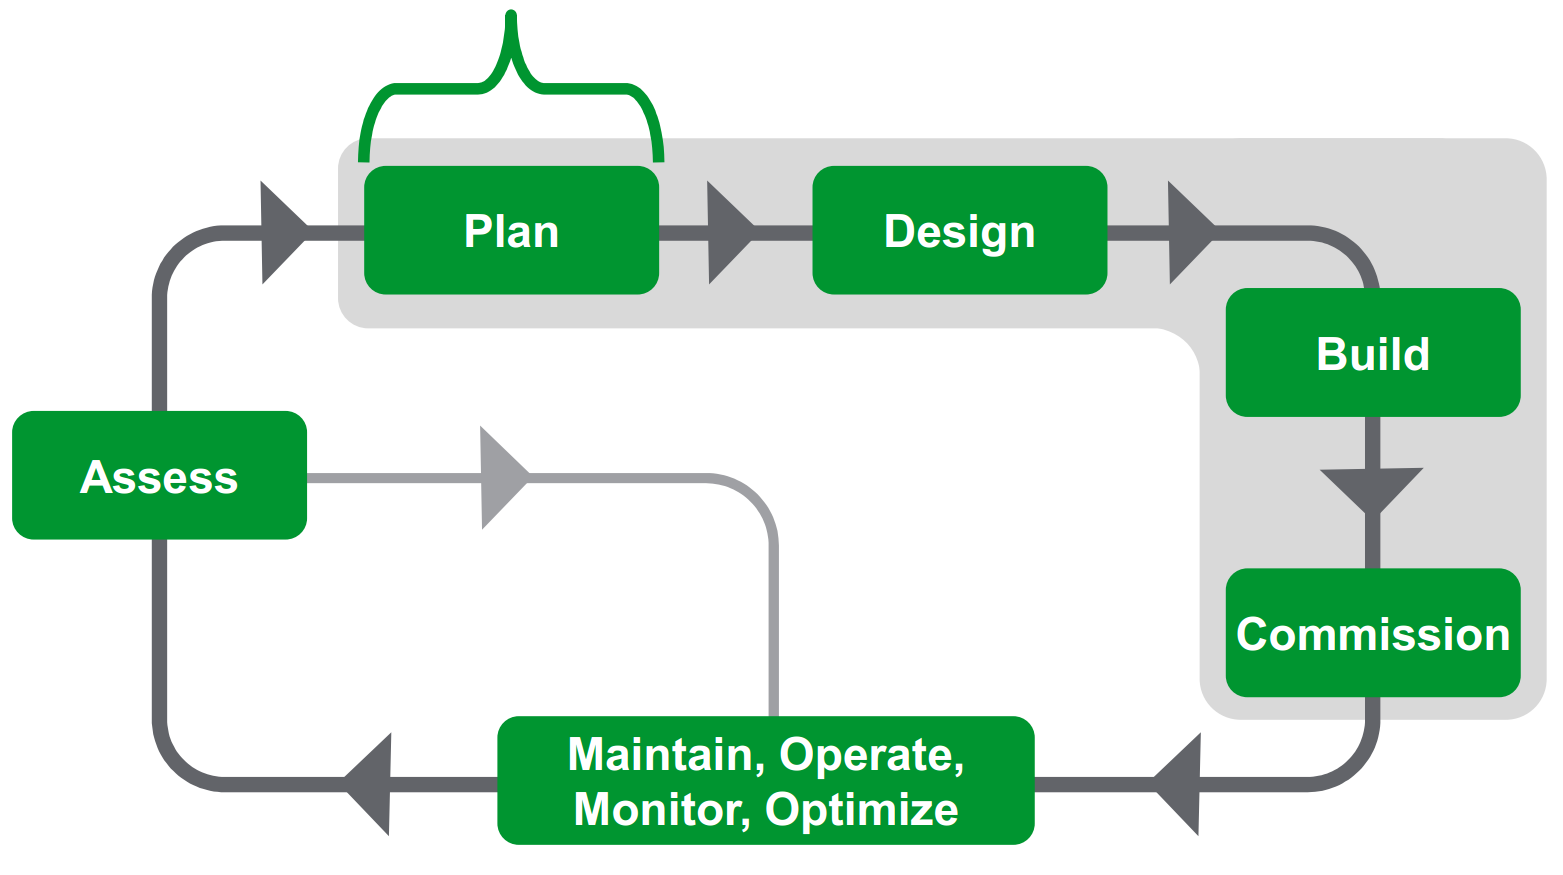 Plan
Design
Build
Assess
Commission
Maintain, Operate,
Monitor, Optimize